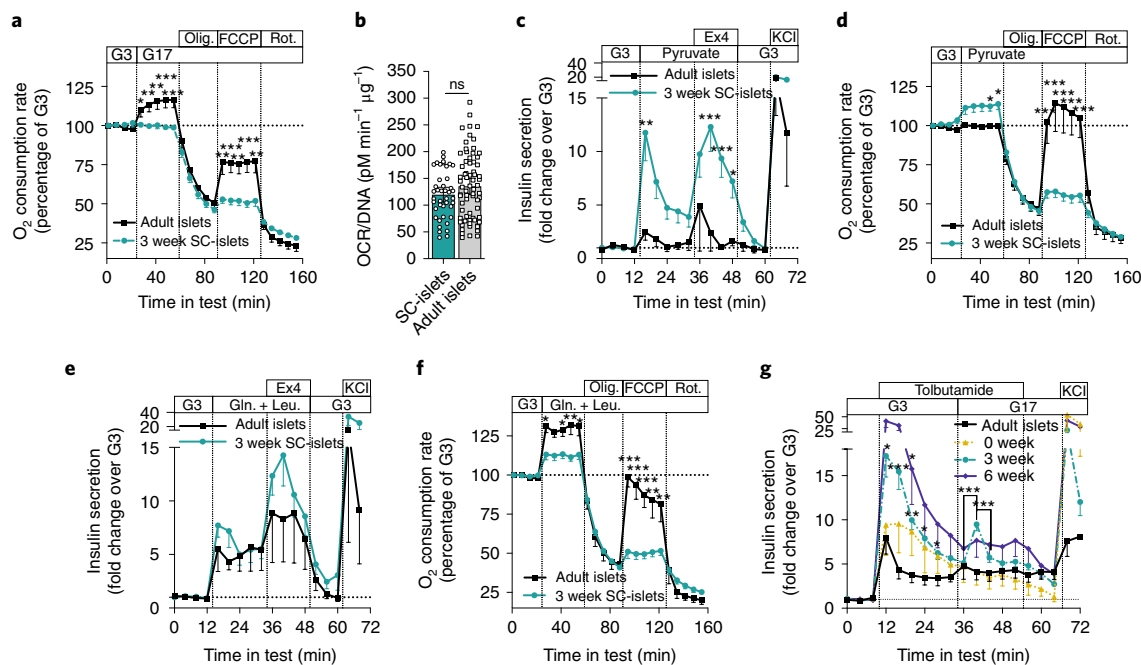 a
Olig. FCCP Rot.
G3 G17
O2 consumption rate
(percentage of G3)
125
100
75
50
25
Adult islets
3 week SC-islets
0 40 80 120 160
Time in test (min)
b
350
300
250
200
150
100
50
0
ns
OCR/DNA (pM min−1 μg−1)
SC-islets
Adult islets
c
Ex4 KCl
G3 Pyruvate G3
Insulin secretion
(fold change over G3)
40
20
15
10
5
0
Adult islets
3 week SC-islets
** *** *** *
0 12 24 36 48 60 72
Time in test (min)
d
Olig. FCCP Rot.
G3 Pyruvate
O2 consumption rate
(percentage of G3)
125
100
75
50
25
Adult islets
3 week SC-islets
0 40 80 120 160
Time in test (min)
e
Ex4 KCl
G3 Gln. + Leu. G3
Insulin secretion
(fold change over G3)
40
20
15
10
5
0
Adult islets
3 week SC-islets
0 12 24 36 48 60 72
Time in test (min)
f
Olig. FCCP Rot.
G3 Gln. + Leu.
O2 consumption rate
(percentage of G3)
125
100
75
50
25
Adult islets
3 week SC-islets
0 40 80 120 160
Time in test (min)
g
Tolbutamide KCl
G3 G17
Insulin secretion
(fold change over G3)
50
25
15
10
5
0
Adult islets
0 week
3 week
6 week
* *** * ** * * *** ***
0 12 24 36 48 60 72
Time in test (min)